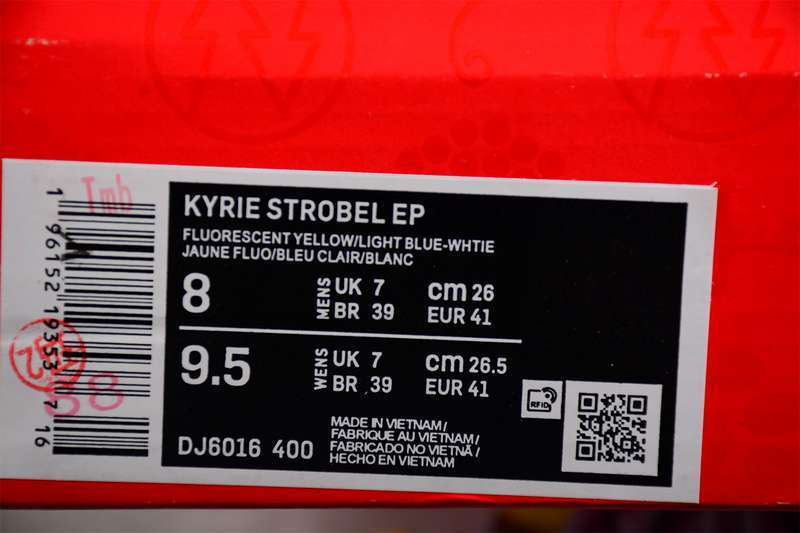 Tmb
1 96152 19353 7 16
KYRIE STROBEL EP
FLUORESCENT YELLOW/LIGHT BLUE-WHTIE
JAUNE FLUO/BLEU CLAIR/BLANC
8 MENS UK 7 cm 26
BR 39 EUR 41
9.5 WENS UK 7 cm 26.5
BR 39 EUR 41
RFID
MADE IN VIETNAM /
FABRIQUE AU VIETNAM /
FABRICADO NO VIETNÃ /
HECHO EN VIETNAM
DJ6016 400